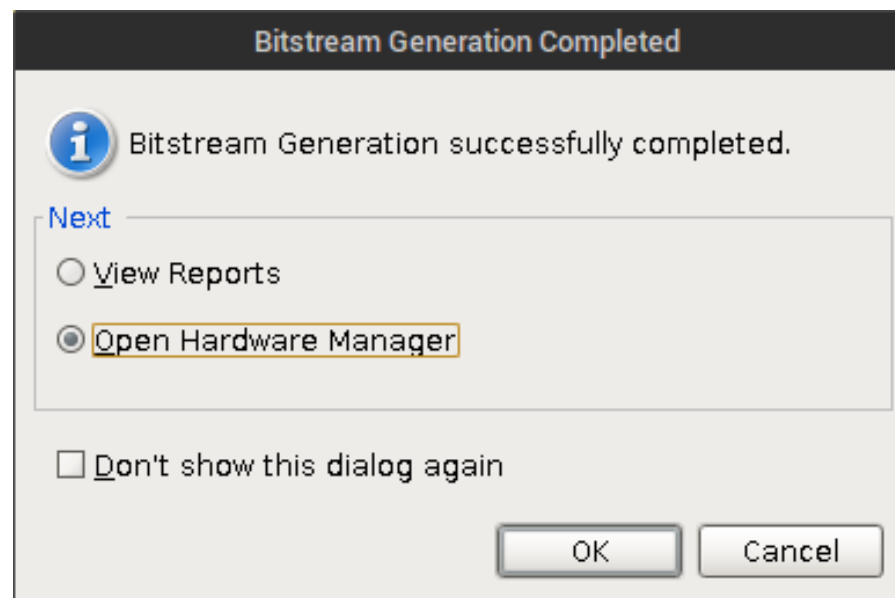 Bitstream Generation Completed
Bitstream Generation successfully completed.
Next
View Reports
Open Hardware Manager
Don't show this dialog again
OK
Cancel